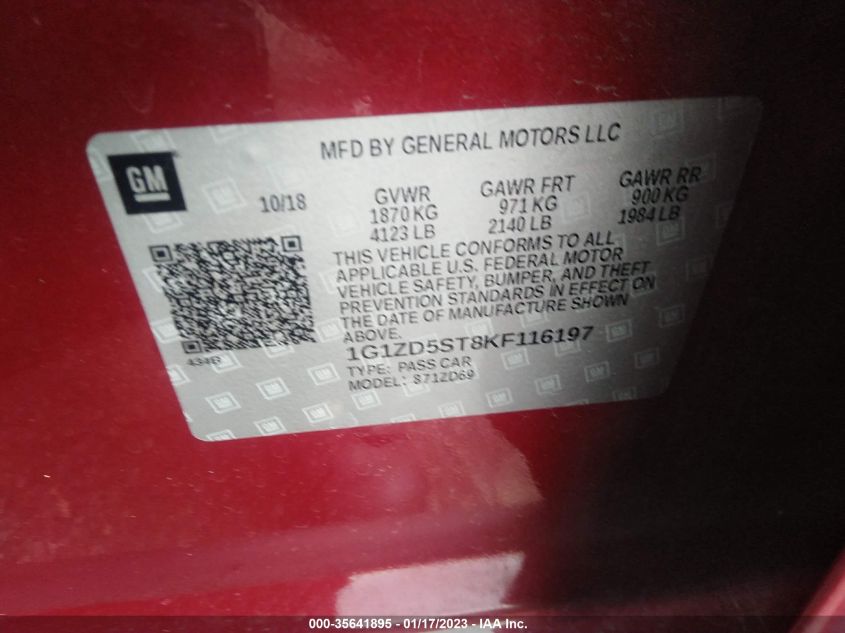 MFD BY GENERAL MOTORS LLC
GM
10/18
GVWR
1870 KG
4123 LB
GAWR FRT
971 KG
2140 LB
GAWR RR
900 KG
1984 LB
THIS VEHICLE CONFORMS TO ALL
APPLICABLE U.S. FEDERAL MOTOR
VEHICLE SAFETY, BUMPER, AND THEFT
PREVENTION STANDARDS IN EFFECT ON
THE DATE OF MANUFACTURE SHOWN
ABOVE.
434B
1G1ZD5ST8KF116197
TYPE: PASS CAR
MODEL: 871ZD69
000-35641895 - 01/17/2023 - IAA Inc.